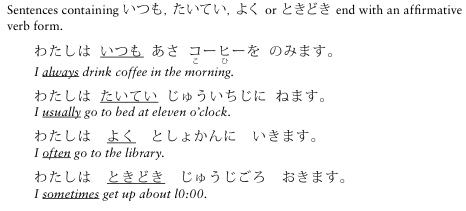 Sentences containing いつも, たいてい, よく or ときどき end with an affirmative
verb form.
わたしは いつも あさ コーヒーを のみます。
こ ひ
I always drink coffee in the morning.
わたしは たいてい じゅういちじに ねます。
I usually go to bed at eleven o'clock.
わたしは よく としょかんに いきます。
I often go to the library.
わたしは ときどき じゅうじごろ おきます。
I sometimes get up about l0:00.